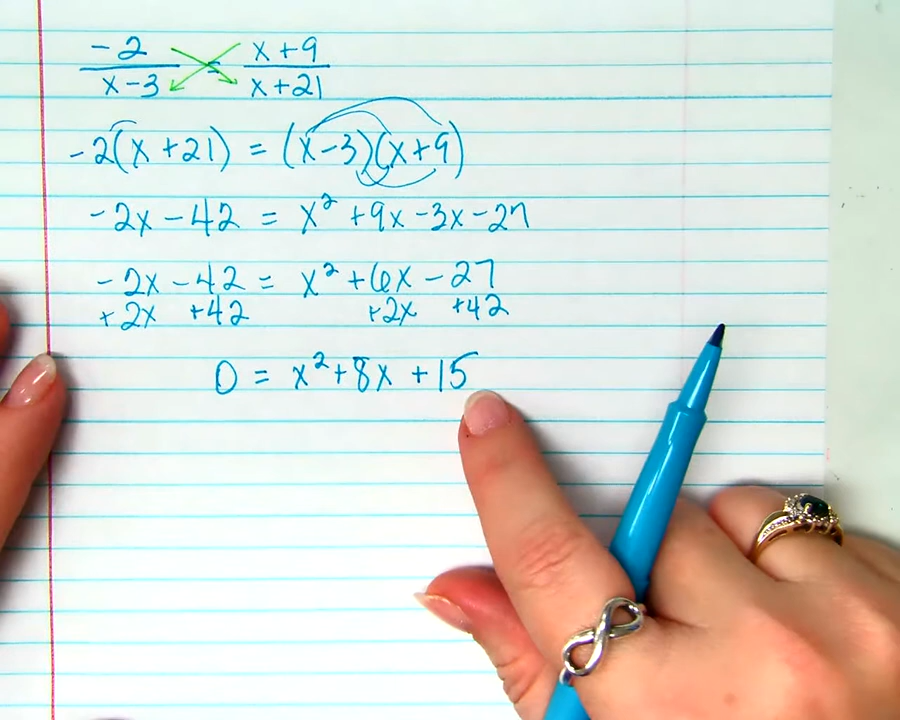 -2 = x+9
x-3 x+21
-2(x+21) = (x-3)(x+9)
-2x -42 = x² +9x -3x -27
-2x -42 = x² +6x -27
+2x +42 +2x +42
0 = x² +8x +15